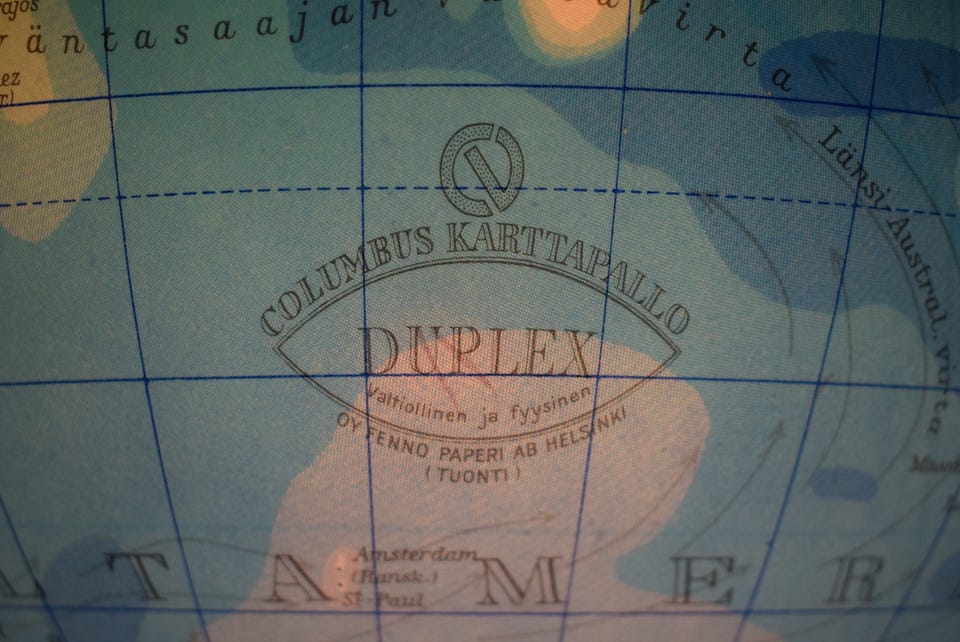 väntasaajan
virta
Länsi Austral. virta
COLUMBUS KARTTAPALLO
DUPLEX
valtiollinen ja fyysinen
OY FENNO PAPERI AB HELSINKI
(TUONTI)
Amsterdam
(Ransk.)
St-Paul
T A M E R